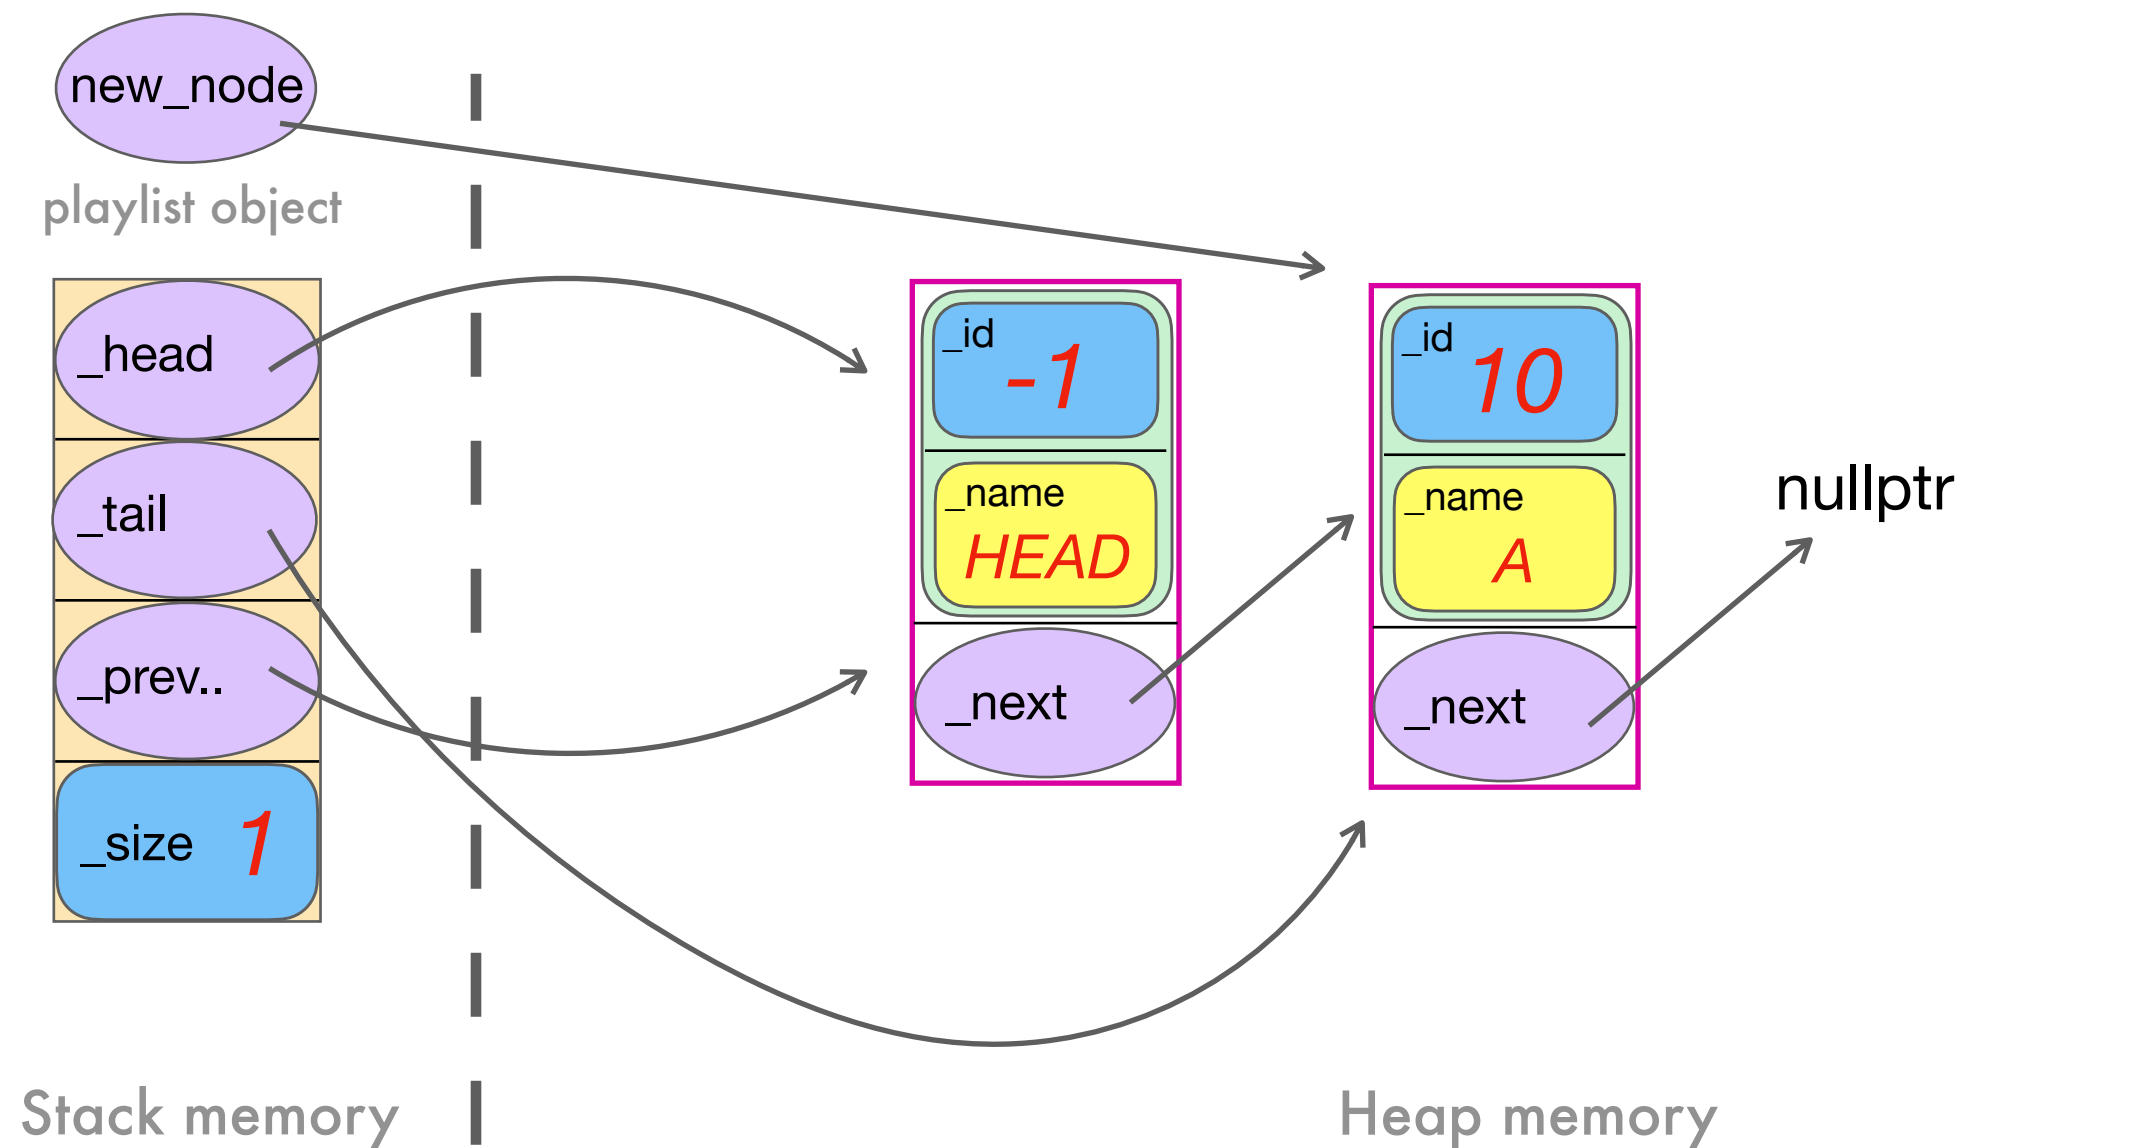 new_node
playlist object
_head
_tail
_prev..
_size 1
_id
-1
_name
HEAD
_next
_id
10
_name
A
_next
nullptr
Stack memory
Heap memory